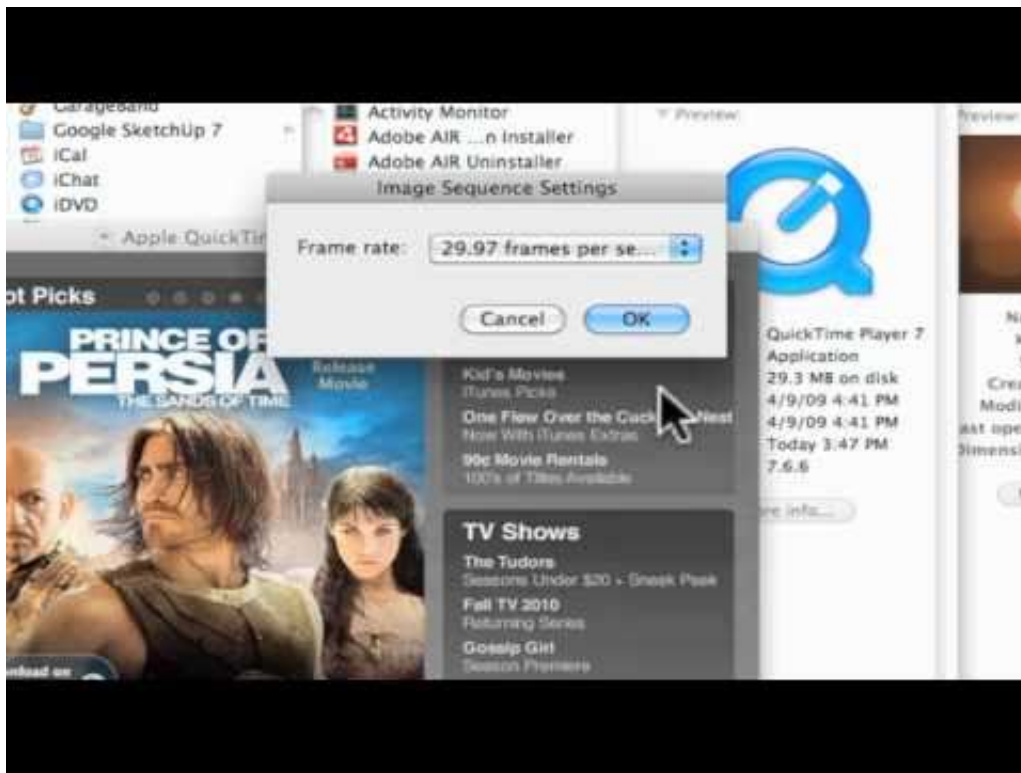 GarageBand
Google SketchUp 7
iCal
iChat
iDVD
Activity Monitor
Adobe AIR ...n Installer
Adobe AIR Uninstaller
Preview:
Preview:
Image Sequence Settings
Frame rate: 29.97 frames per se...
Cancel OK
Apple QuickTir
ot Picks
PRINCE OF
PERSIA
THE SANDS OF TIME
Release
Movie
Kid's Movies
iTunes Picks
One Flew Over the Cuck Nest
Now With iTunes Extras
99c Movie Rentals
100's of Titles Available
TV Shows
The Tudors
Seasons Under $20 + Sneak Peek
Fall TV 2010
Returning Series
Gossip Girl
Season Premiere
nload on
QuickTime Player 7
Application
29.3 MB on disk
4/9/09 4:41 PM
4/9/09 4:41 PM
Today 3:47 PM
7.6.6
re info...
Crea
Modi
ast ope
Dimensi